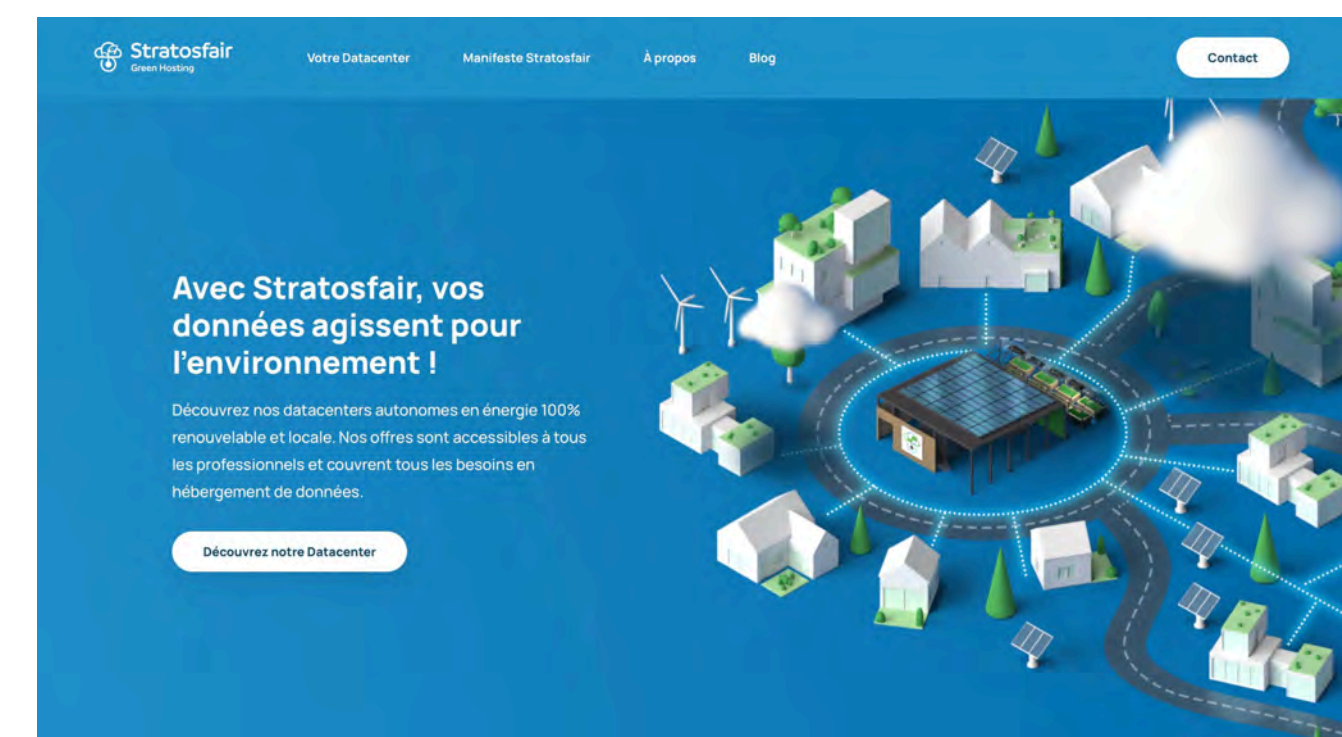 Stratosfair
Green Hosting
Votre Datacenter
Manifeste Stratosfair
À propos
Blog
Contact
Avec Stratosfair, vos
données agissent pour
l'environnement !
Découvrez nos datacenters autonomes en énergie 100%
renouvelable et locale. Nos offres sont accessibles à tous
les professionnels et couvrent tous les besoins en
hébergement de données.
Découvrez notre Datacenter